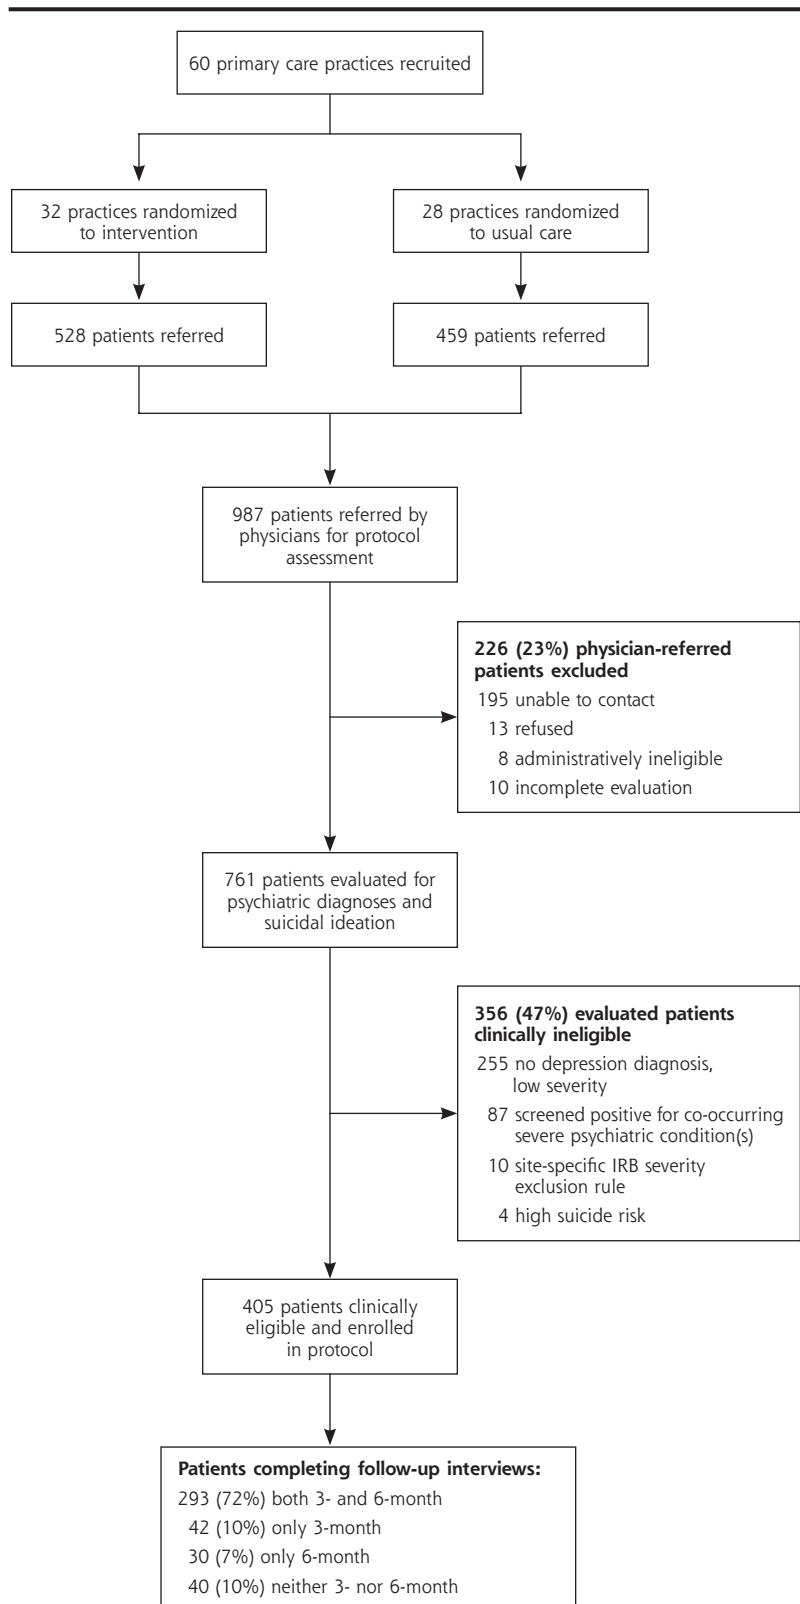 60 primary care practices recruited
32 practices randomized
to intervention
28 practices randomized
to usual care
528 patients referred
459 patients referred
987 patients referred by
physicians for protocol
assessment
226 (23%) physician-referred
patients excluded
195 unable to contact
13 refused
8 administratively ineligible
10 incomplete evaluation
761 patients evaluated for
psychiatric diagnoses and
suicidal ideation
356 (47%) evaluated patients
clinically ineligible
255 no depression diagnosis,
low severity
87 screened positive for co-occurring
severe psychiatric condition(s)
10 site-specific IRB severity
exclusion rule
4 high suicide risk
405 patients clinically
eligible and enrolled
in protocol
Patients completing follow-up interviews:
293 (72%) both 3- and 6-month
42 (10%) only 3-month
30 (7%) only 6-month
40 (10%) neither 3- nor 6-month